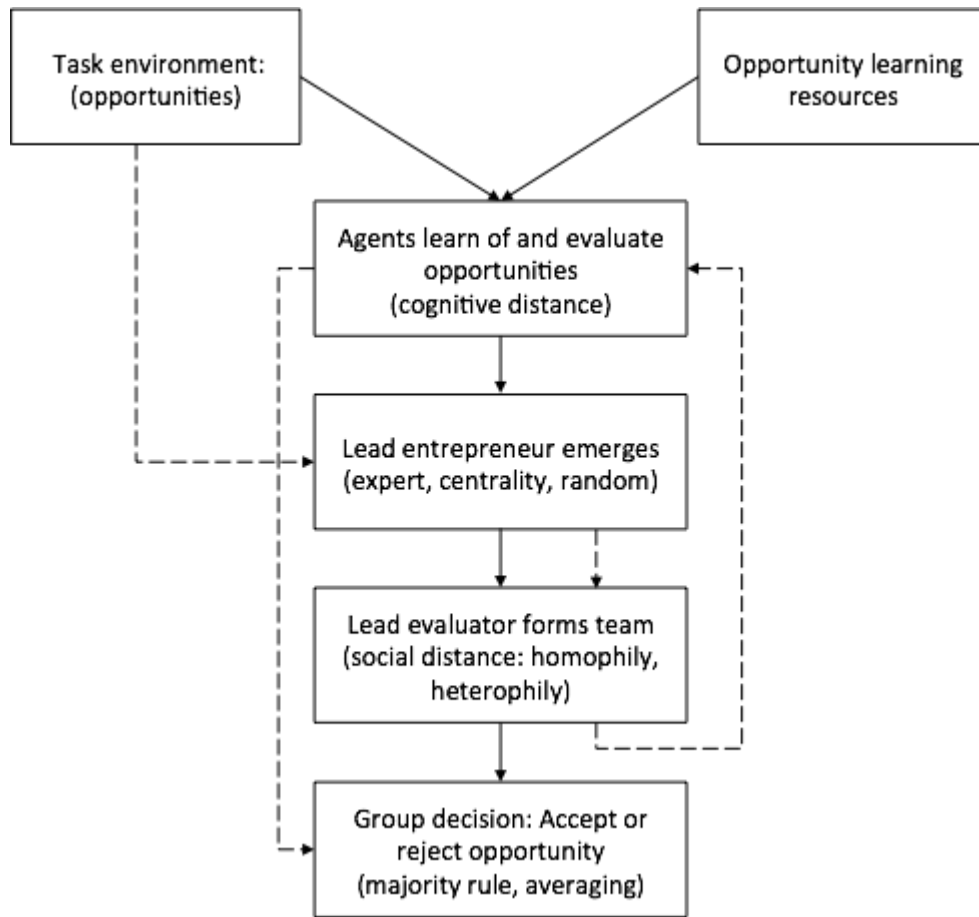 Task environment:
(opportunities)
Opportunity learning
resources
Agents learn of and evaluate
opportunities
(cognitive distance)
Lead entrepreneur emerges
(expert, centrality, random)
Lead evaluator forms team
(social distance: homophily,
heterophily)
Group decision: Accept or
reject opportunity
(majority rule, averaging)